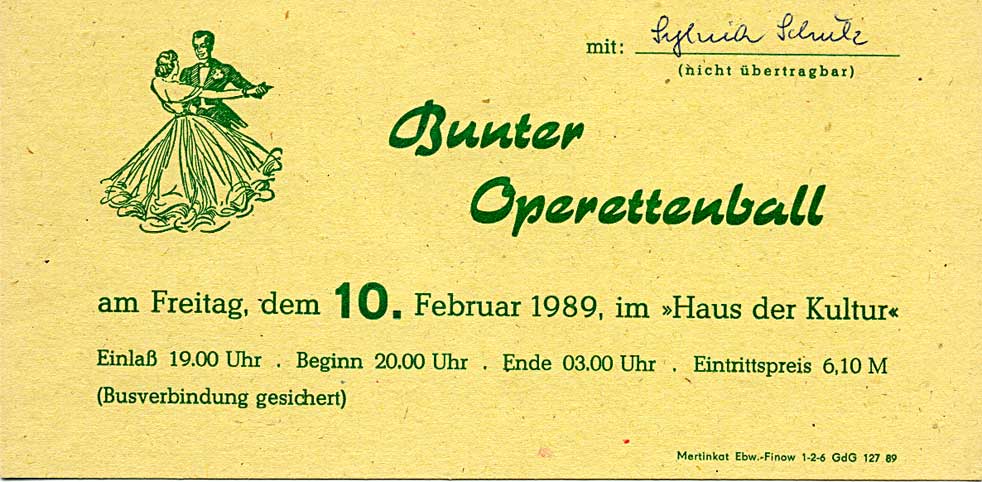 mit: Sylvia Schulz
(nicht übertragbar)
Bunter
Operettenball
am Freitag, dem 10. Februar 1989, im »Haus der Kultur«
Einlaß 19.00 Uhr . Beginn 20.00 Uhr . Ende 03.00 Uhr . Eintrittspreis 6,10 M
(Busverbindung gesichert)
Mertinkat Ebw.-Finow 1-2-6 GdG 127 89